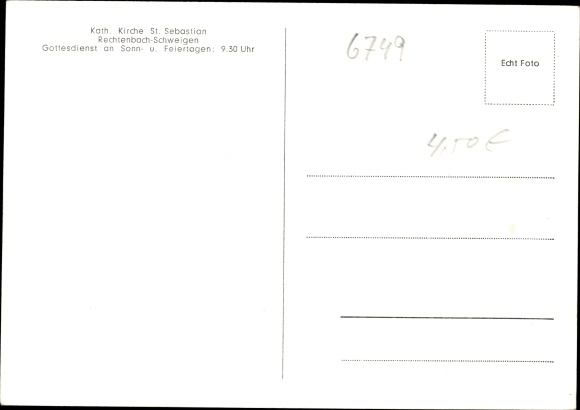 Kath. Kirche St. Sebastian
Rechtenbach-Schweigen
Gottesdienst an Sonn- u. Feiertagen: 9.30 Uhr
6749
Echt Foto
4.50 €